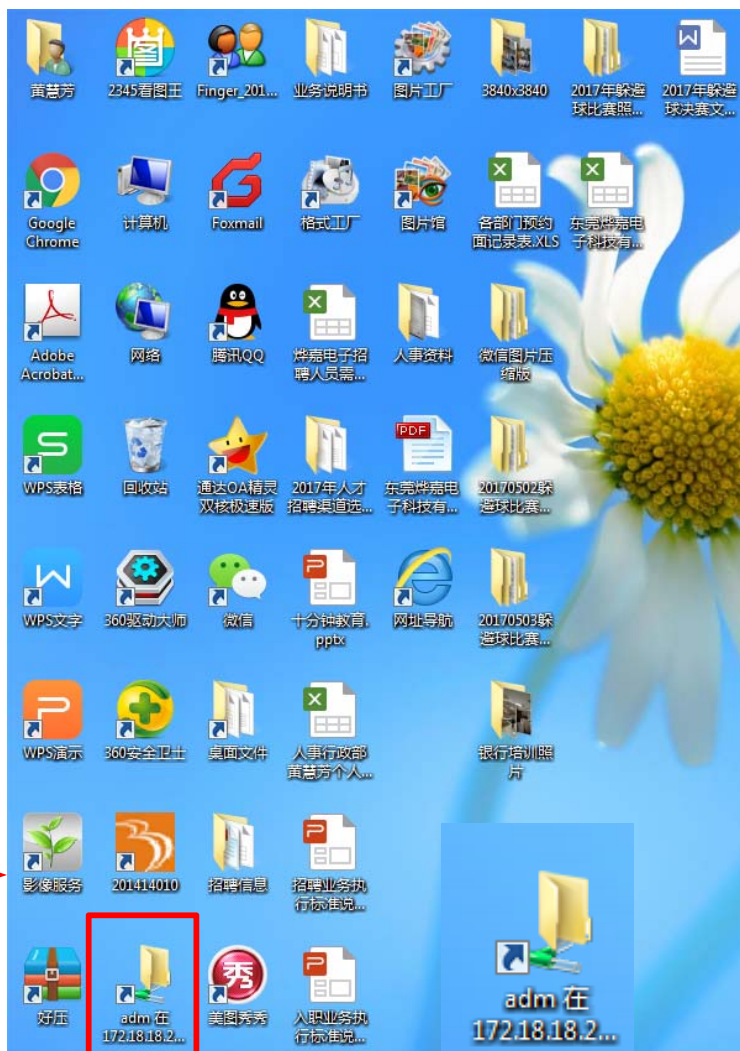 黄慧芳
2345看图王
Finger_201...
业务说明书
图片工厂
3840x3840
2017年躲避
球比赛照...
2017年躲避
球决赛文...
Google
Chrome
计算机
Foxmail
格式工厂
图片馆
各部门预约
面记录表.XLS
东莞烨嘉电
子科技有...
Adobe
Acrobat...
网络
腾讯QQ
烨嘉电子招
聘人员需...
人事资料
微信图片压
缩版
WPS表格
回收站
通达OA精灵
双核极速版
2017年人才
招聘渠道选...
PDF
东莞烨嘉电
子科技有...
20170502躲
避球比赛...
WPS文字
360驱动大师
微信
十分钟教育.
pptx
网址导航
20170503躲
避球比赛...
WPS演示
360安全卫士
桌面文件
人事行政部
黄慧芳个人...
银行培训照
片
影像服务
201414010
招聘信息
招聘业务执
行标准说...
好压
adm 在
172.18.18.2...
秀
美图秀秀
入职业务执
行标准说...
adm 在
172.18.18.2...